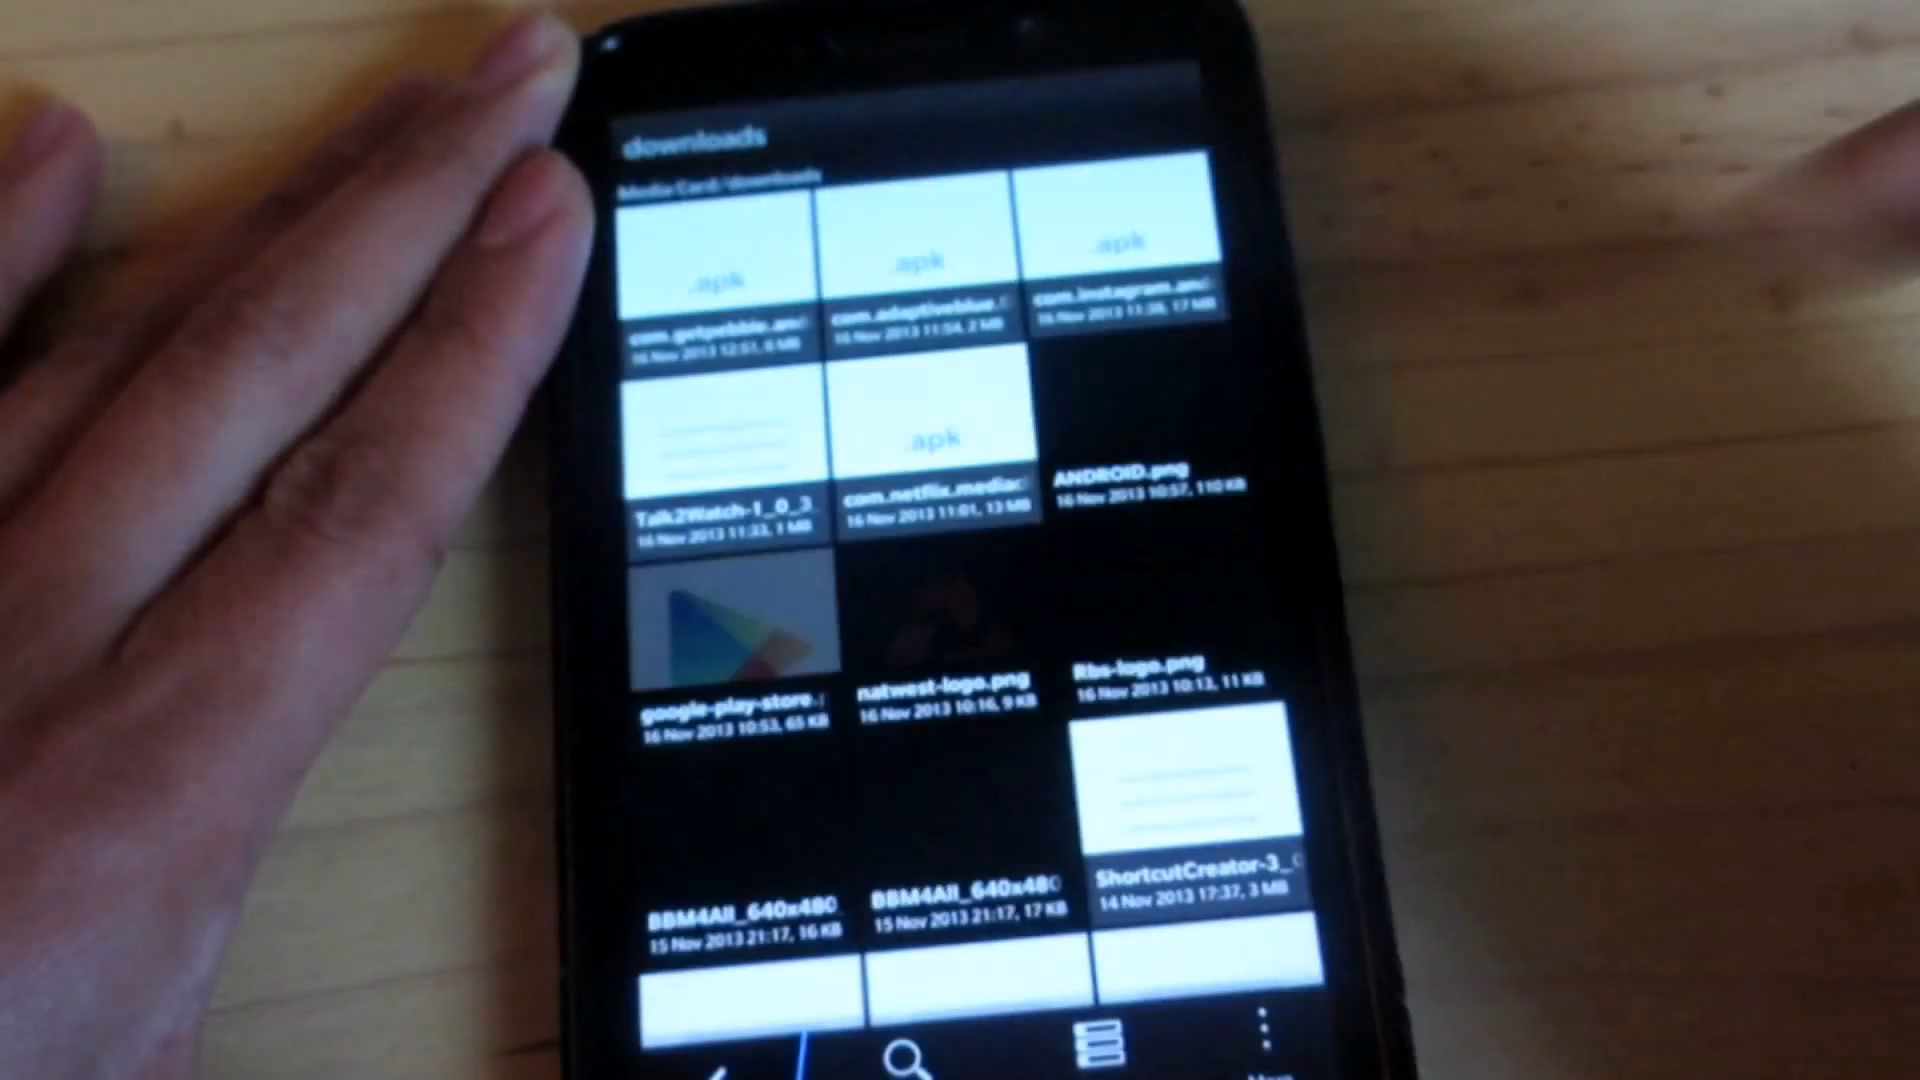 downloads
Media Card/downloads
.apk
.apk
.apk
com.getpebble.and
16 Nov 2013 12:51, 6 MB
com.adaptiveblue.
16 Nov 2013 11:54, 2 MB
com.instagram.and
16 Nov 2013 11:38, 17 MB
.apk
Talk2Watch-1_0_3
16 Nov 2013 11:33, 1 MB
com.netflix.mediac
16 Nov 2013 11:01, 13 MB
ANDROID.png
16 Nov 2013 10:57, 110 KB
google-play-store.
16 Nov 2013 10:53, 65 KB
natwest-logo.png
16 Nov 2013 10:16, 9 KB
Rbs-logo.png
16 Nov 2013 10:13, 11 KB
BBM4All_640x480
15 Nov 2013 21:17, 16 KB
BBM4All_640x480
15 Nov 2013 21:17, 17 KB
ShortcutCreator-3_
14 Nov 2013 17:37, 3 MB